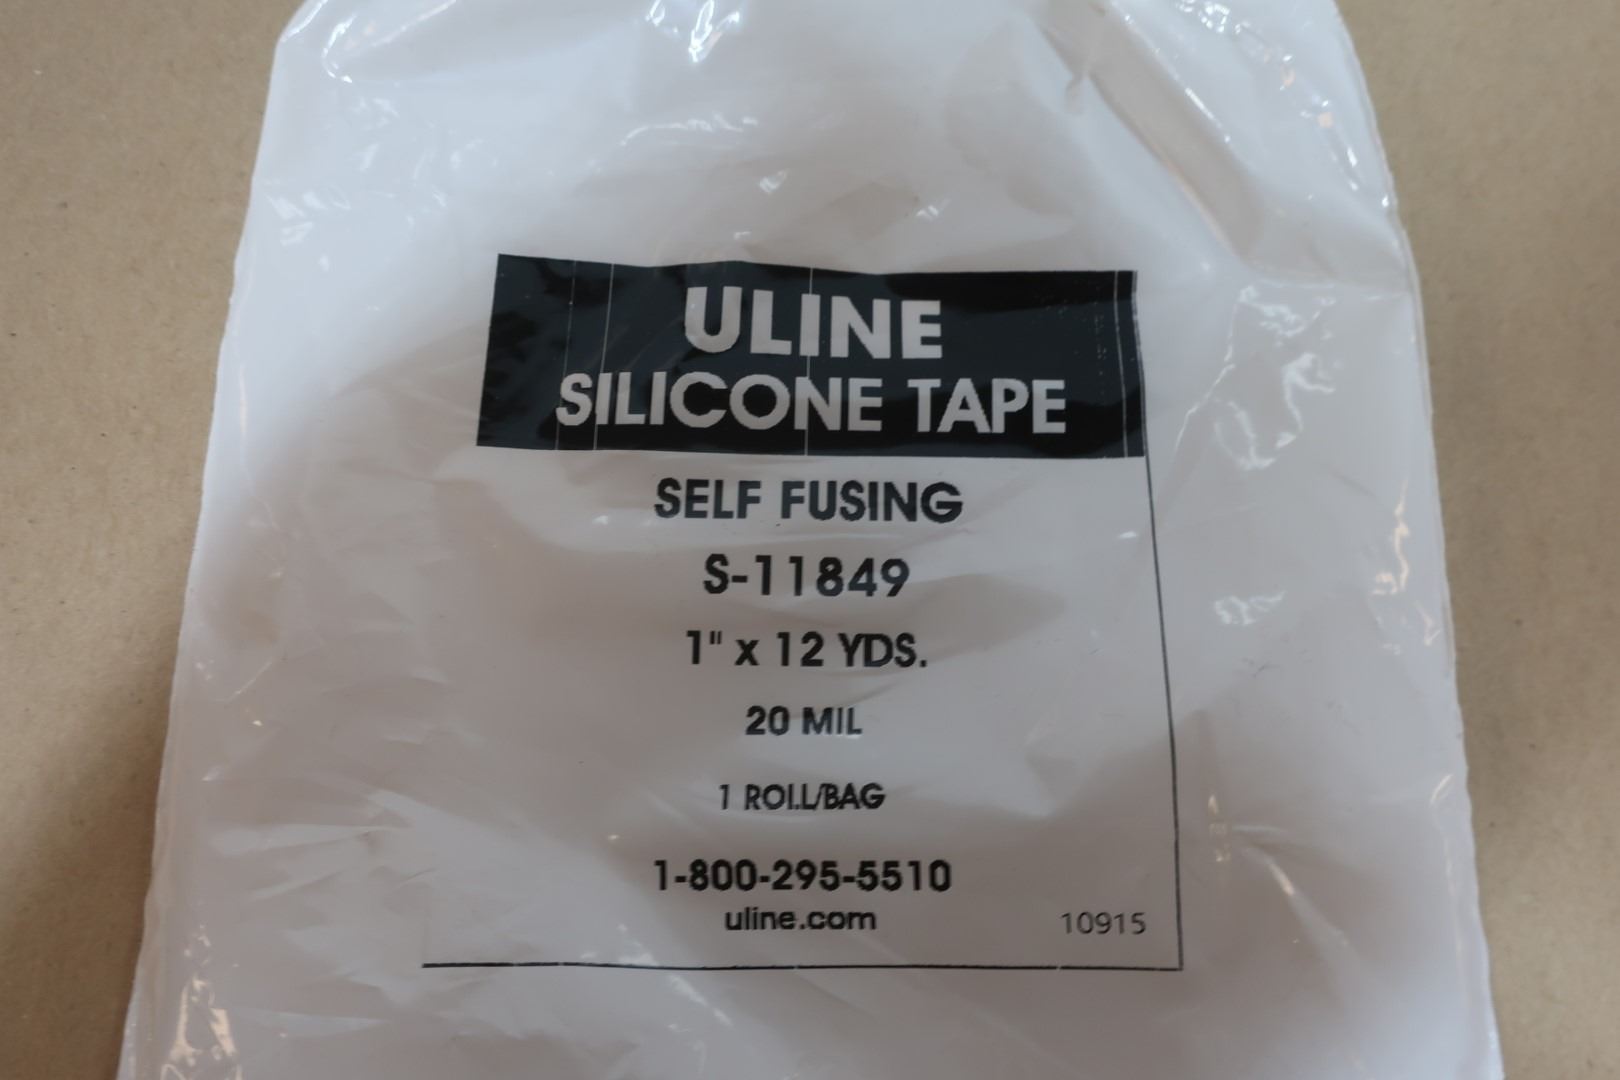 ULINE
SILICONE TAPE
SELF FUSING
S-11849
1" x 12 YDS.
20 MIL
1 ROLL/BAG
1-800-295-5510
uline.com
10915